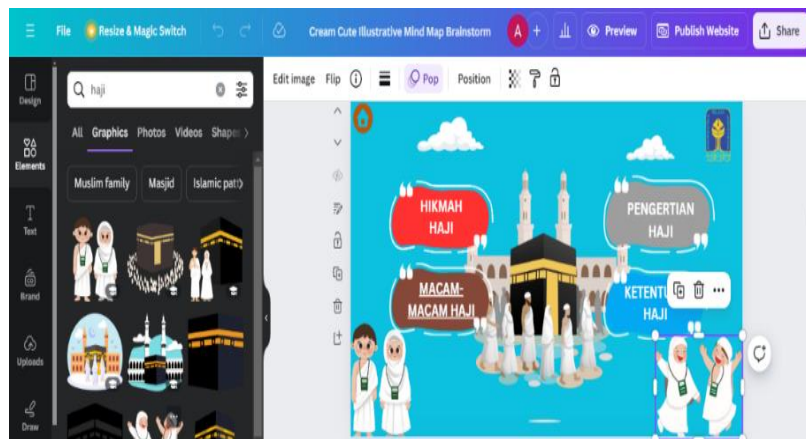 File
Resize & Magic Switch
Cream Cute Illustrative Mind Map Brainstorm
A
+
Preview
Publish Website
Share
Design
Elements
Text
Brand
Uploads
Draw
haji
All Graphics Photos Videos Shapes
Muslim family
Masjid
Islamic patt
Edit image Flip Pop Position
HIKMAH
HAJI
PENGERTIAN
HAJI
MACAM-
MACAM HAJI
KETENTU
HAJI